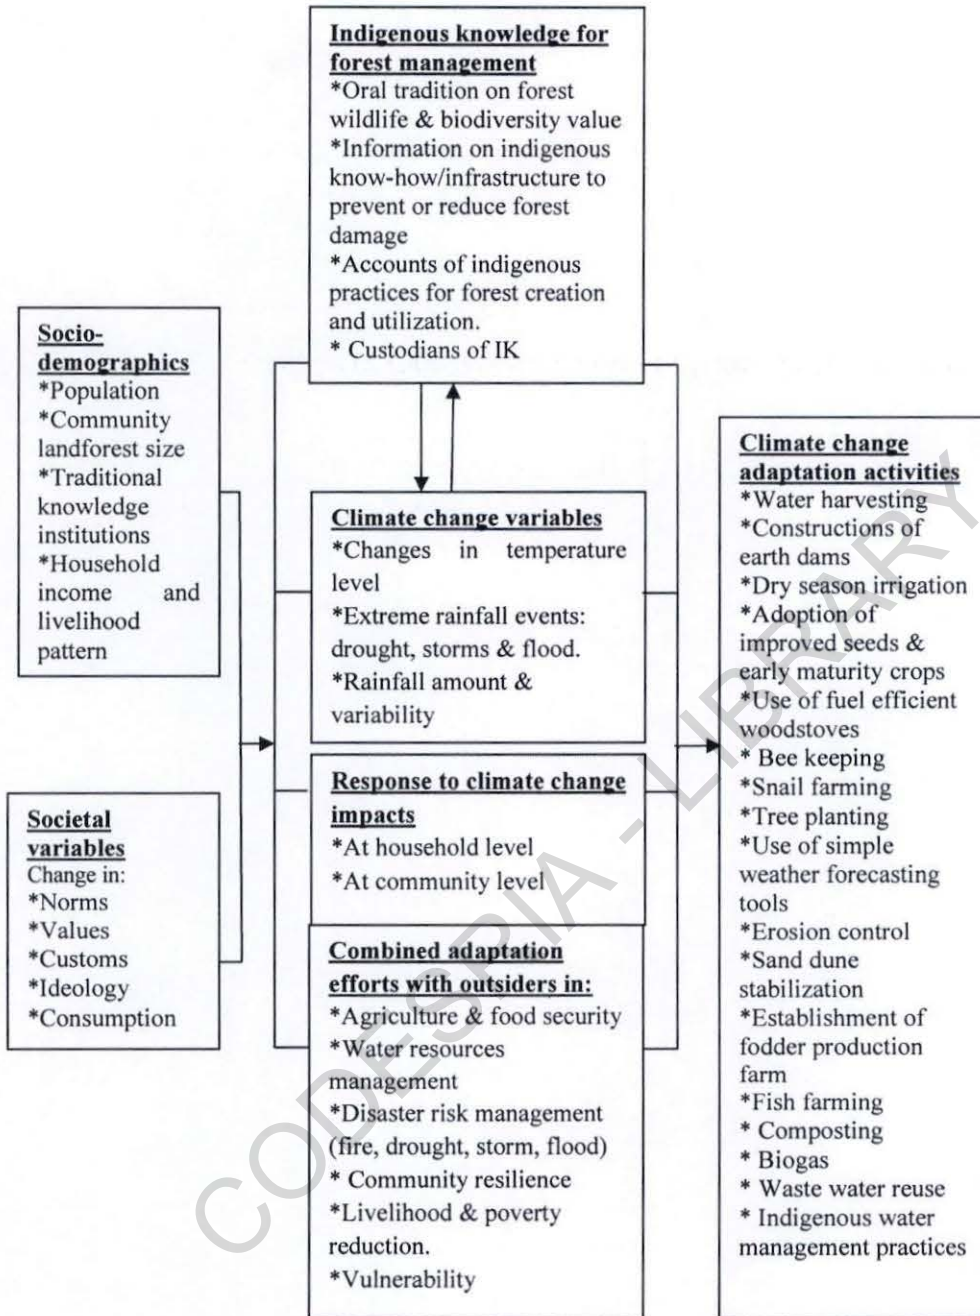 Indigenous knowledge for
forest management
*Oral tradition on forest
wildlife & biodiversity value
*Information on indigenous
know-how/infrastructure to
prevent or reduce forest
damage
*Accounts of indigenous
practices for forest creation
and utilization.
* Custodians of IK
Socio-
demographics
*Population
*Community
landforest size
*Traditional
knowledge
institutions
*Household
income and
livelihood
pattern
Societal
variables
Change in:
*Norms
*Values
*Customs
*Ideology
*Consumption
Climate change variables
*Changes in temperature
level
*Extreme rainfall events:
drought, storms & flood.
*Rainfall amount &
variability
Response to climate change
impacts
*At household level
*At community level
Combined adaptation
efforts with outsiders in:
*Agriculture & food security
*Water resources
management
*Disaster risk management
(fire, drought, storm, flood)
* Community resilience
*Livelihood & poverty
reduction.
*Vulnerability
Climate change
adaptation activities
*Water harvesting
*Constructions of
earth dams
*Dry season irrigation
*Adoption of
improved seeds &
early maturity crops
*Use of fuel efficient
woodstoves
* Bee keeping
*Snail farming
*Tree planting
*Use of simple
weather forecasting
tools
*Erosion control
*Sand dune
stabilization
*Establishment of
fodder production
farm
*Fish farming
* Composting
* Biogas
* Waste water reuse
* Indigenous water
management practices
CODESRIA - LIBRARY